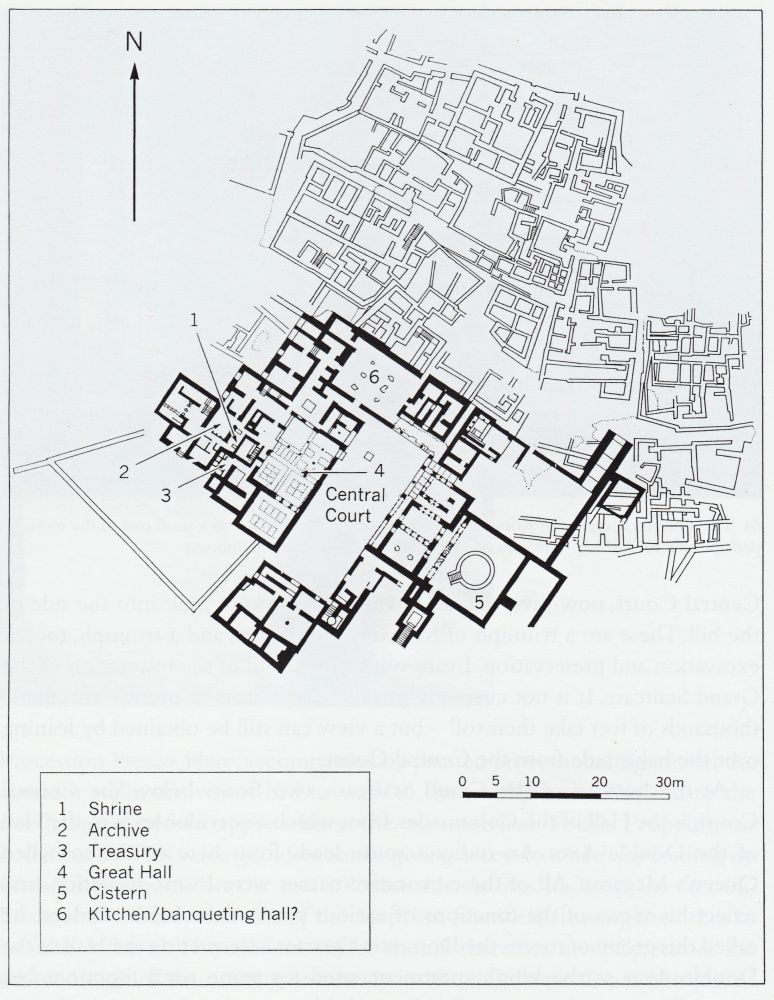 N
1
6
2
3
4
Central
Court
5
0 5 10 20 30m
1 Shrine
2 Archive
3 Treasury
4 Great Hall
5 Cistern
6 Kitchen/banqueting hall?